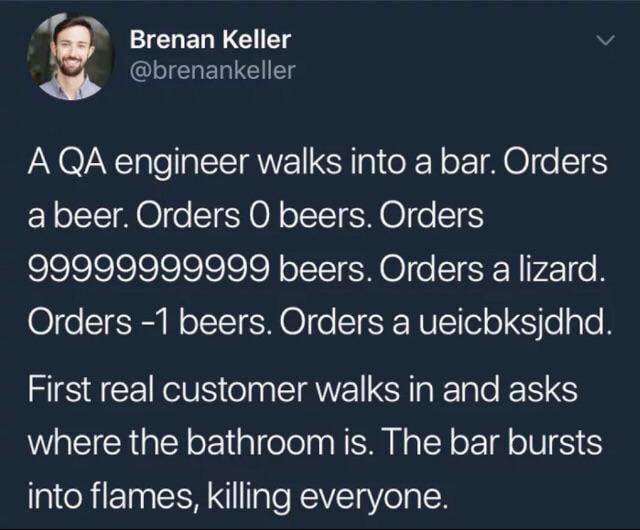 Brenan Keller
@brenankeller
A QA engineer walks into a bar. Orders
a beer. Orders 0 beers. Orders
99999999999 beers. Orders a lizard.
Orders -1 beers. Orders a ueicbksjdhd.
First real customer walks in and asks
where the bathroom is. The bar bursts
into flames, killing everyone.